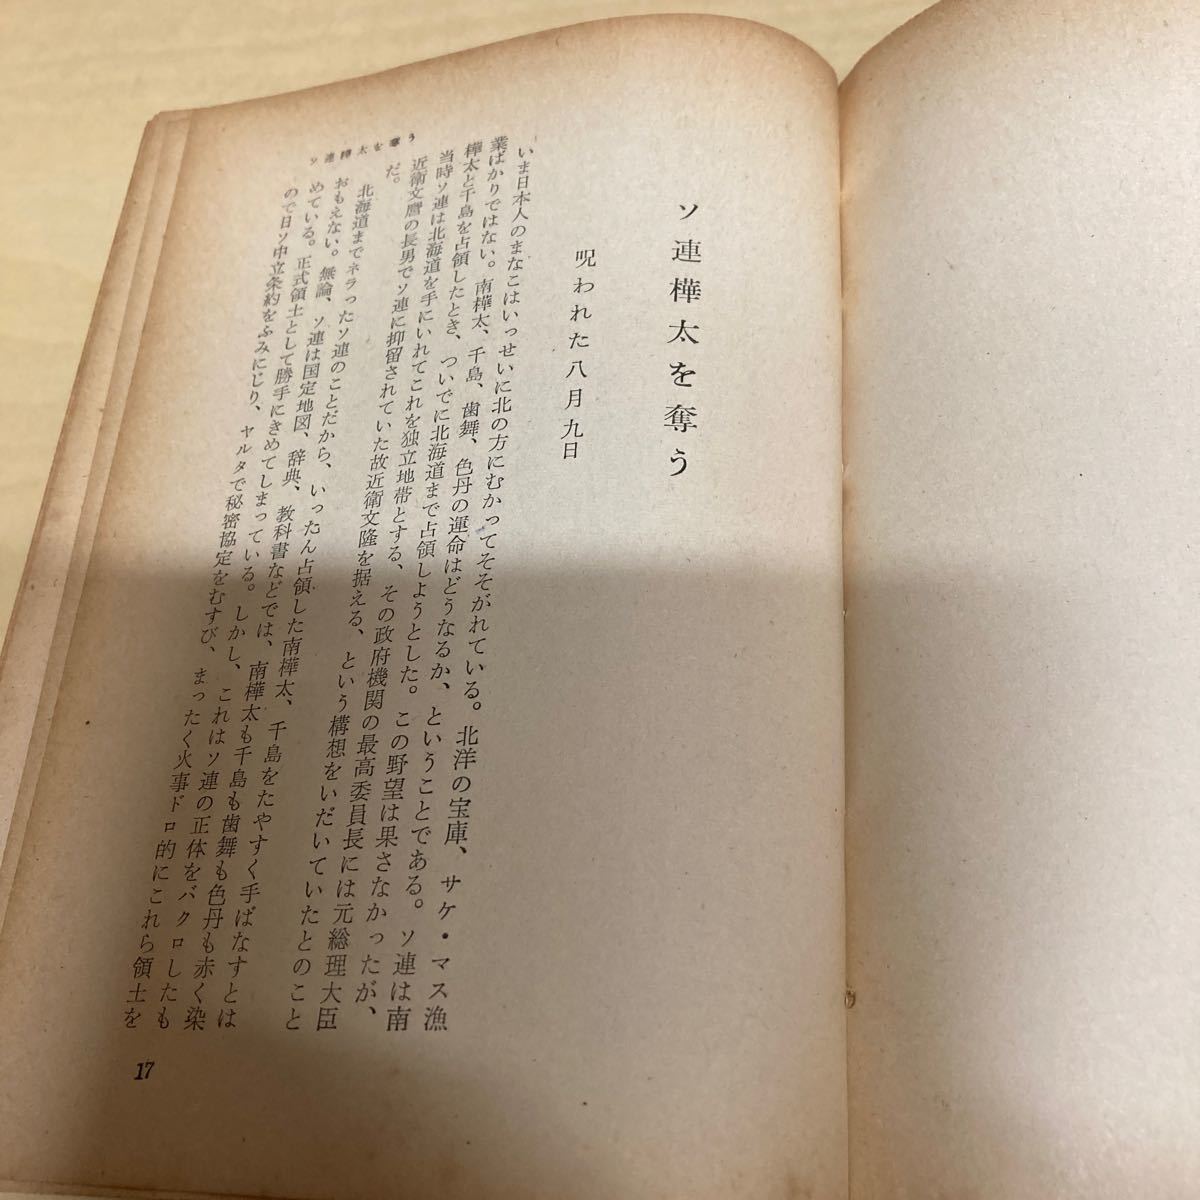 ソ連樺太を奪う
呪われた八月九日
いま日本人のまなこはいっせいに北の方にむかってそそがれている。北洋の宝庫、サケ・マス漁
業ばかりではない。南樺太、千島、歯舞、色丹の運命はどうなるか、ということである。ソ連は南
樺太と千島を占領したとき、ついでに北海道まで占領しようとした。この野望は果さなかったが、
当時ソ連は北海道を手にいれてこれを独立地帯とする、その政府機関の最高委員長には元総理大臣
近衛文麿の長男でソ連に抑留されていた故近衛文隆を据える、という構想をいだいていたとのこと
だ。
北海道までネラったソ連のことだから、いったん占領した南樺太、千島をたやすく手ばなすとは
おもえない。無論、ソ連は国定地図、辞典、教科書などでは、南樺太も千島も歯舞も色丹も赤く染
めている。正式領土として勝手にきめてしまっている。しかし、これはソ連の正体をバクロしたも
ので日ソ中立条約をふみにじり、ヤルタで秘密協定をむすび、まったく火事ドロ的にこれら領土を
ソ連樺太を奪う
17